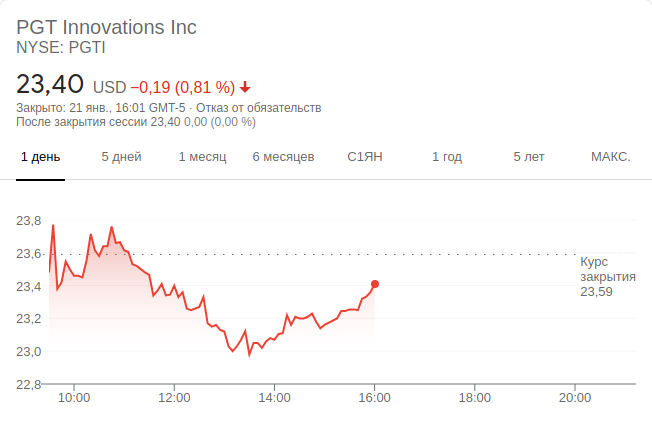 PGT Innovations Inc
NYSE: PGTI
23,40 USD −0,19 (0,81 %)
Закрыто: 21 янв., 16:01 GMT-5 · Отказ от обязательств
После закрытия сессии 23,40 0,00 (0,00 %)
1 день 5 дней 1 месяц 6 месяцев С1ЯН 1 год 5 лет МАКС.
23,8
23,6
23,4
23,2
23,0
22,8
Курс
закрытия
23,59
10:00 12:00 14:00 16:00 18:00 20:00